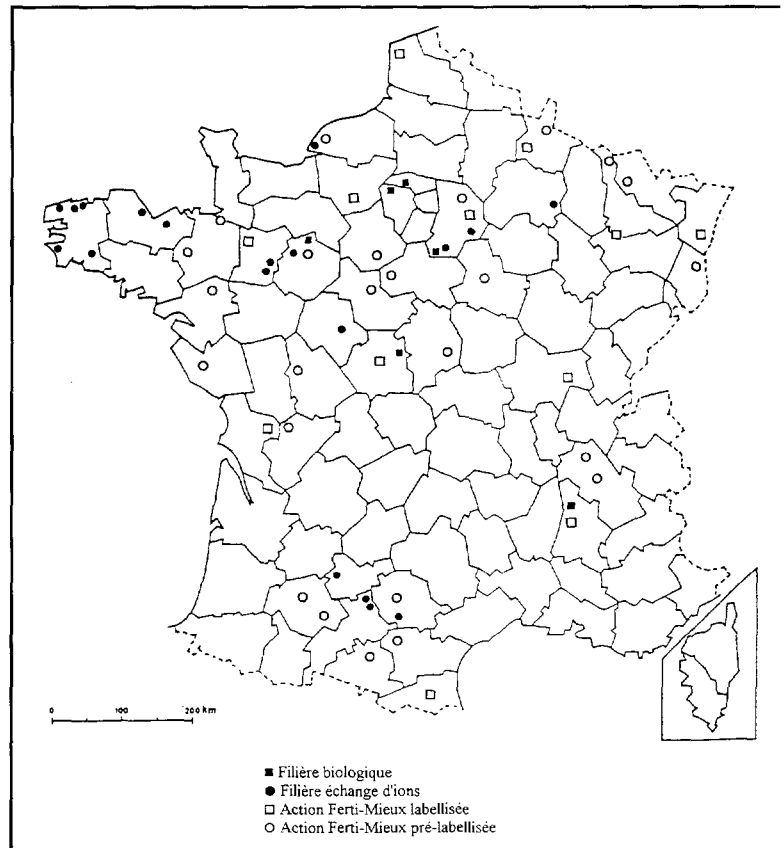 0 100 200 km
■ Filière biologique
● Filière échange d'ions
□ Action Ferti-Mieux labellisée
○ Action Ferti-Mieux pré-labellisée